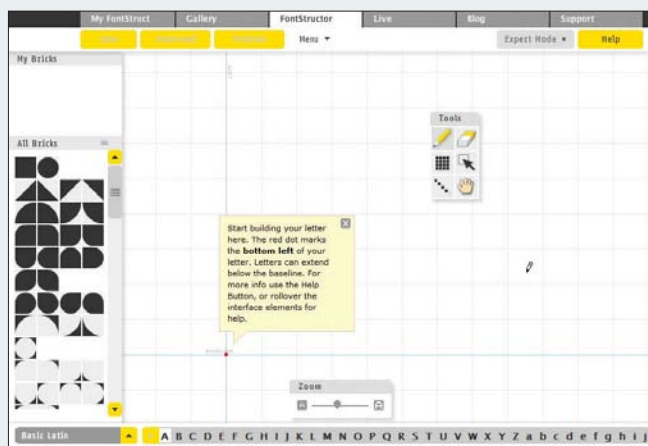 My FontStruct Gallery FontStructor Live Blog Support
Menu Expert Mode Help
My Bricks
All Bricks
Tools
Start building your letter
here. The red dot marks
the bottom left of your
letter. Letters can extend
below the baseline. For
more info use the Help
Button, or rollover the
interface elements for
help.
Zoom
Basic Latin A B C D E F G H I J K L M N O P Q R S T U V W X Y Z a b c d e f g h i j